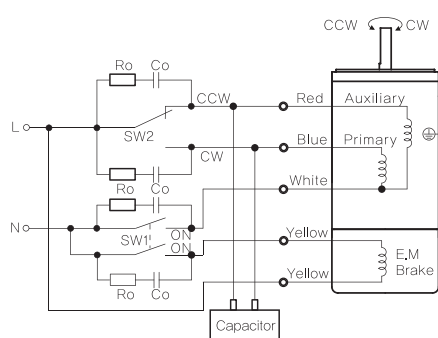 CCW CW
Ro Co
CCW
Red Auxiliary
L
SW2
Blue Primary
CW
Ro Co
White
N
SW1 ON
ON
Yellow
E.M
Brake
Yellow
Ro Co
Capacitor